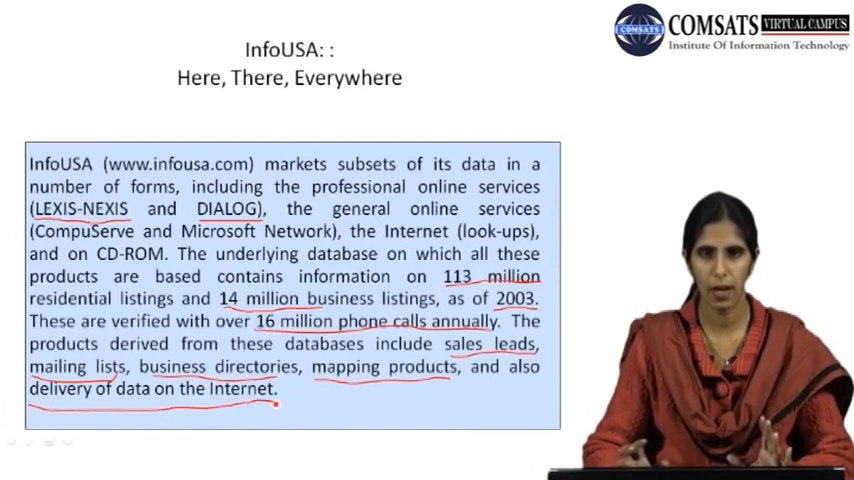 InfoUSA: :
Here, There, Everywhere
COMSATS VIRTUAL CAMPUS
COMSATS
Institute Of Information Technology
InfoUSA (www.infousa.com) markets subsets of its data in a
number of forms, including the professional online services
(LEXIS-NEXIS and DIALOG), the general online services
(CompuServe and Microsoft Network), the Internet (look-ups),
and on CD-ROM. The underlying database on which all these
products are based contains information on 113 million
residential listings and 14 million business listings, as of 2003.
These are verified with over 16 million phone calls annually. The
products derived from these databases include sales leads,
mailing lists, business directories, mapping products, and also
delivery of data on the Internet.